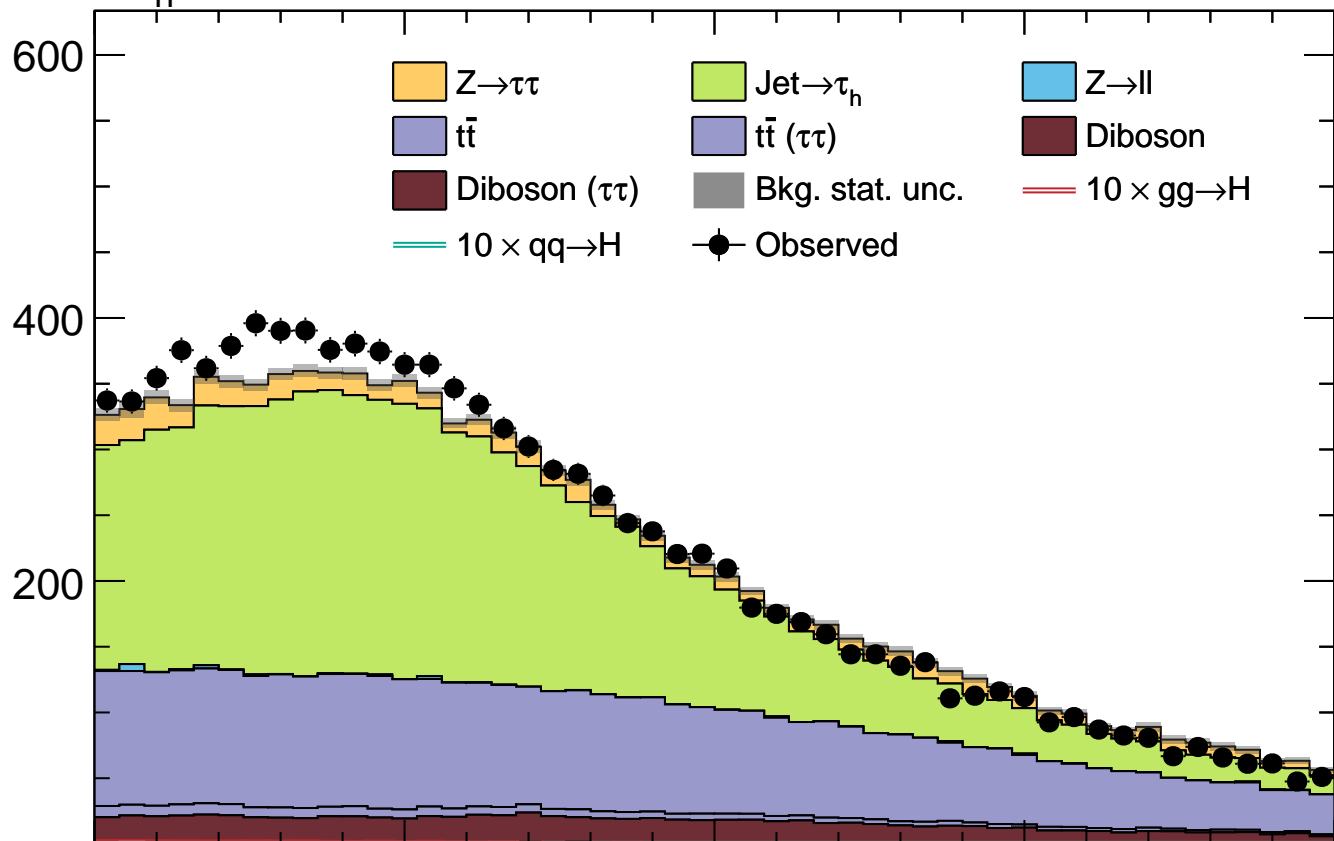 600
Z→ττ Jet→τh Z→ll
tt̄ tt̄ (ττ) Diboson
Diboson (ττ) Bkg. stat. unc. 10 × gg→H
10 × qq→H Observed
400
200